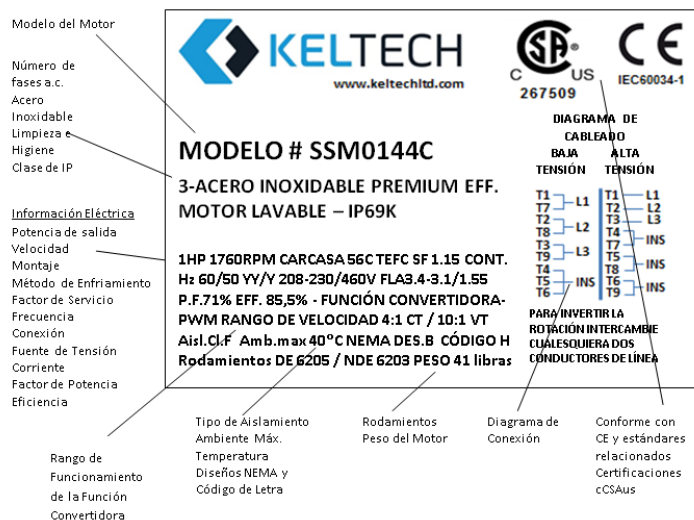 Modelo del Motor
Número de
fases a.c.
Acero
Inoxidable
Limpieza e
Higiene
Clase de IP
Información Eléctrica
Potencia de salida
Velocidad
Montaje
Método de Enfriamiento
Factor de Servicio
Frecuencia
Conexión
Fuente de Tensión
Corriente
Factor de Potencia
Eficiencia
KELTECH
www.keltechltd.com
CSA
C US
267509
CE
IEC60034-1
MODELO # SSM0144C
3-ACERO INOXIDABLE PREMIUM EFF.
MOTOR LAVABLE – IP69K
1HP 1760RPM CARCASA 56C TEFC SF 1.15 CONT.
Hz 60/50 YY/Y 208-230/460V FLA3.4-3.1/1.55
P.F.71% EFF. 85,5% - FUNCIÓN CONVERTIDORA-
PWM RANGO DE VELOCIDAD 4:1 CT / 10:1 VT
Aisl.Cl.F Amb.max 40°C NEMA DES.B CÓDIGO H
Rodamientos DE 6205 / NDE 6203 PESO 41 libras
DIAGRAMA DE
CABLEADO
BAJA ALTA
TENSIÓN TENSIÓN
T1 T1 L1
T7 L1 T2 L2
T2 T3 L3
T8 L2 T4
T3 T7 INS
T9 L3 T5
T4 T8 INS
T5 INS T6
T6 T9 INS
PARA INVERTIR LA
ROTACIÓN INTERCAMBIE
CUALESQUIERA DOS
CONDUCTORES DE LÍNEA
Rango de
Funcionamiento
de la Función
Convertidora
Tipo de Aislamiento
Ambiente Máx.
Temperatura
Diseños NEMA y
Código de Letra
Rodamientos
Peso del Motor
Diagrama de
Conexión
Conforme con
CE y estándares
relacionados
Certificaciones
cCSAus